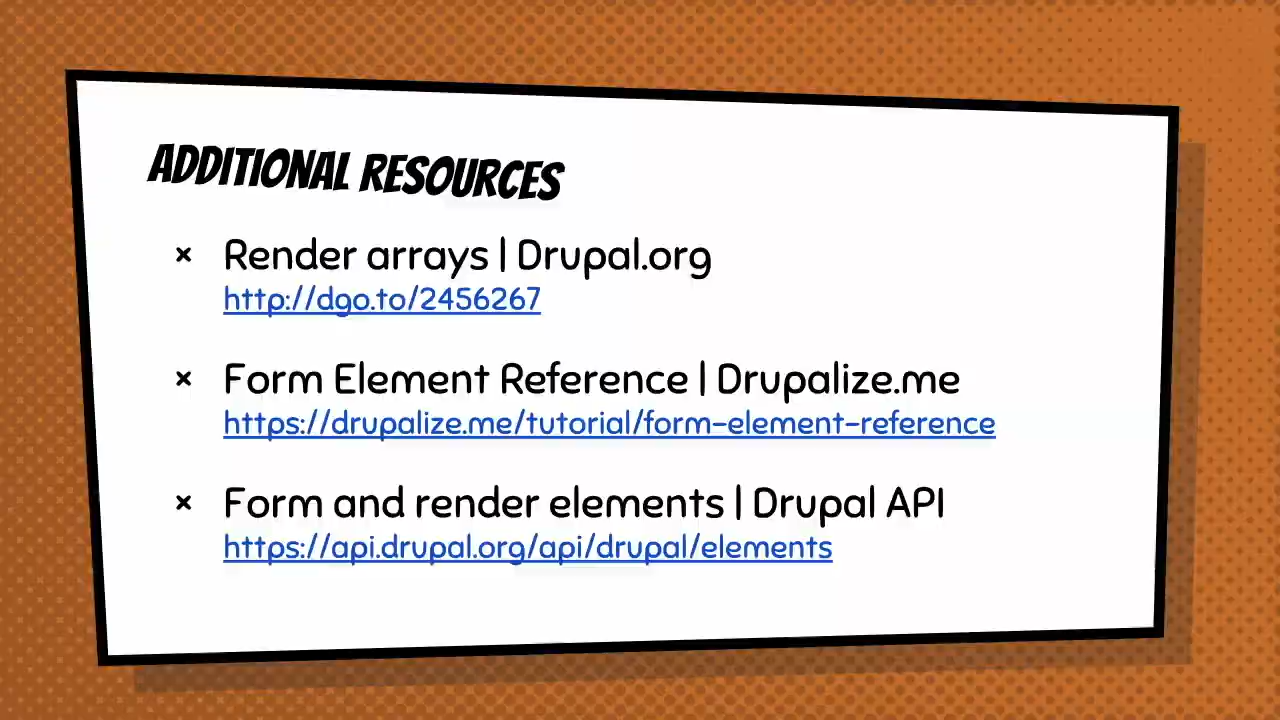 ADDITIONAL RESOURCES
× Render arrays | Drupal.org
http://dgo.to/2456267
× Form Element Reference | Drupalize.me
https://drupalize.me/tutorial/form-element-reference
× Form and render elements | Drupal API
https://api.drupal.org/api/drupal/elements